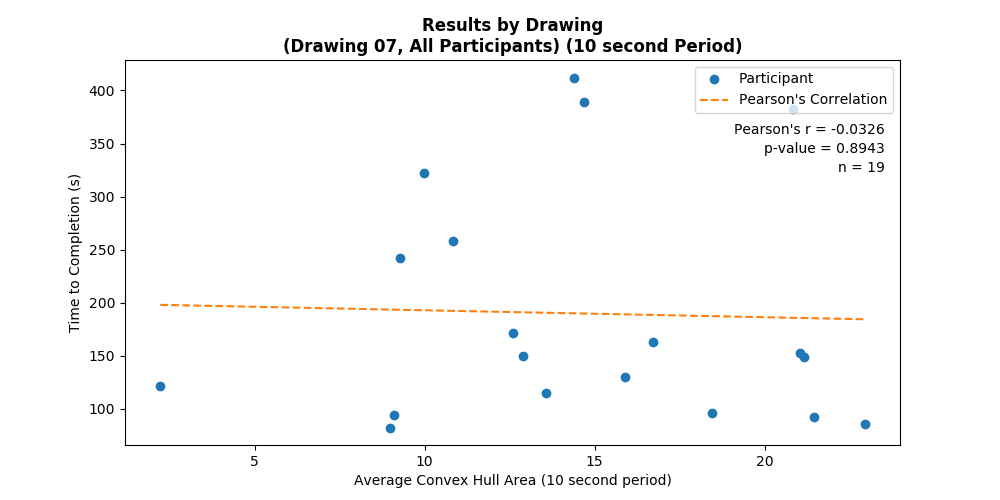 Results by Drawing
(Drawing 07, All Participants) (10 second Period)
Participant
Pearson's Correlation
Pearson's r = -0.0326
p-value = 0.8943
n = 19
Time to Completion (s)
400
350
300
250
200
150
100
5
10
15
20
Average Convex Hull Area (10 second period)